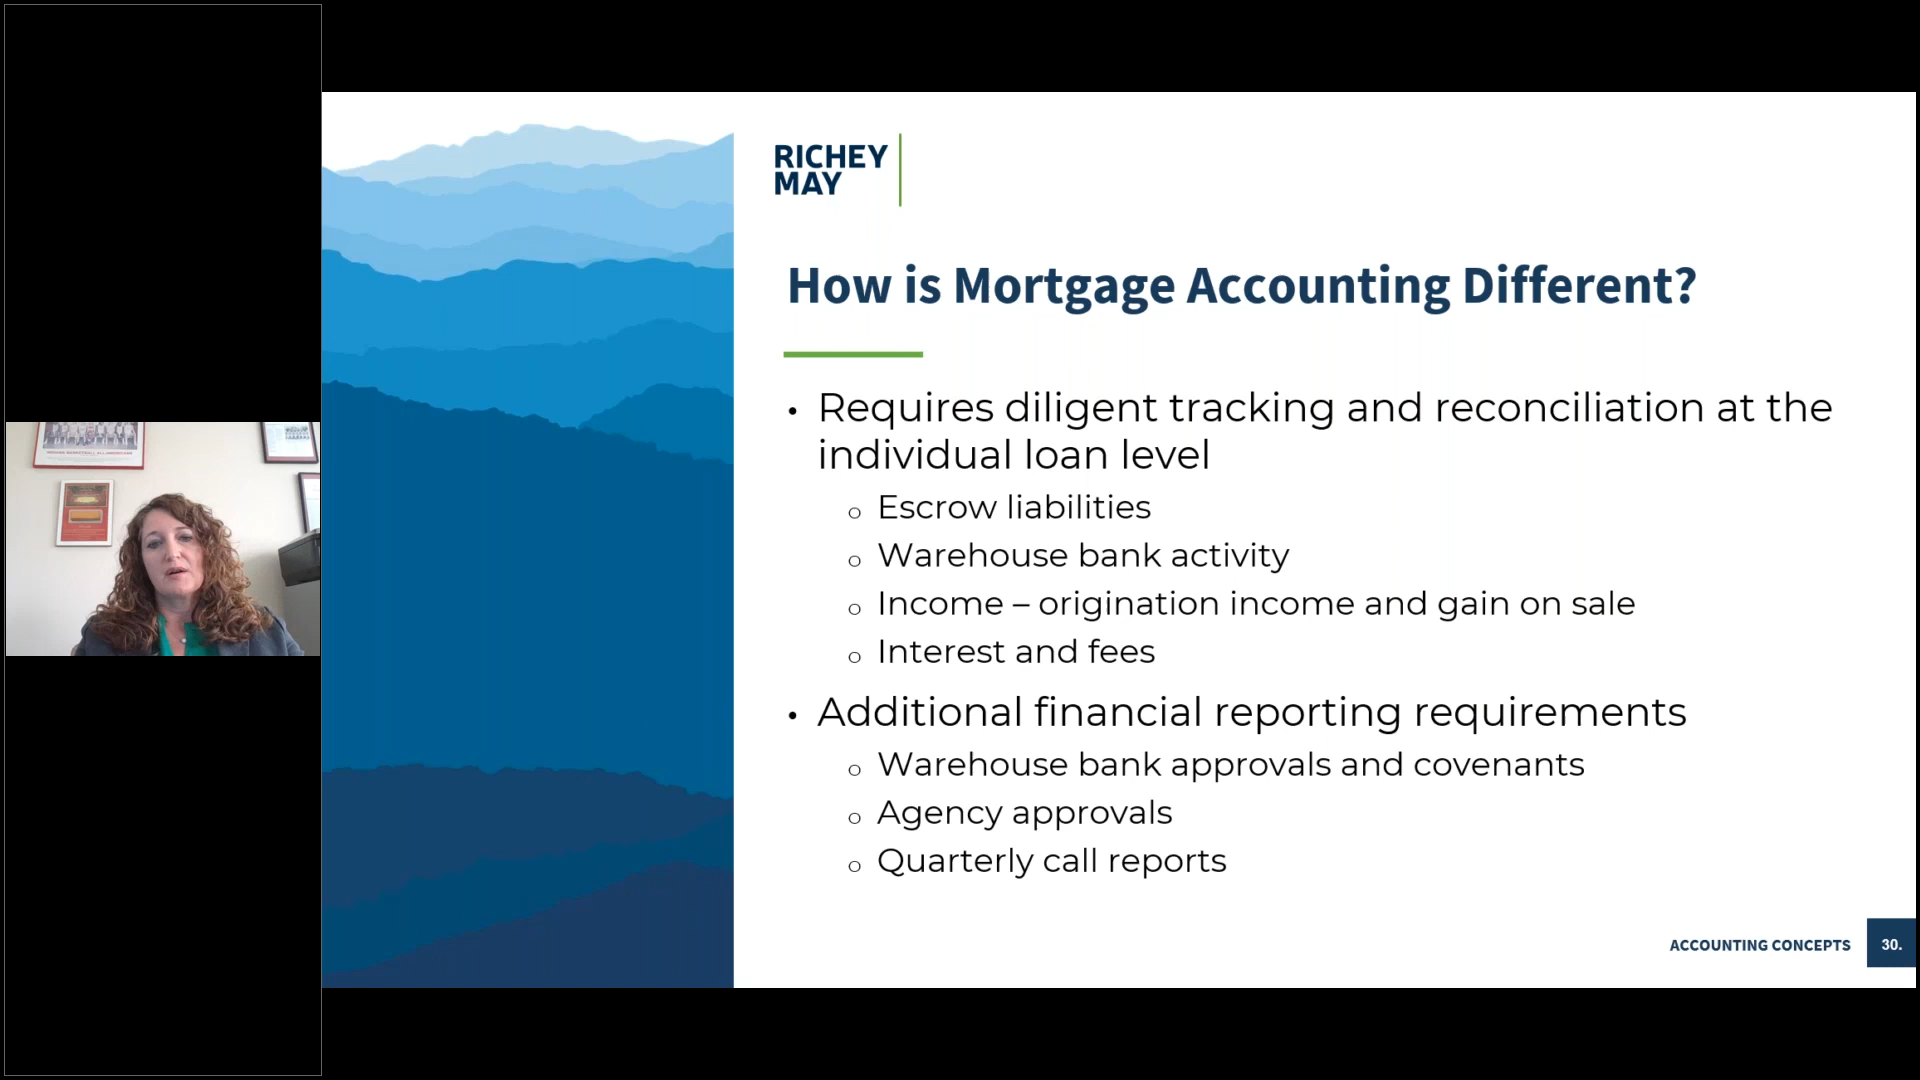 RICHEY
MAY
How is Mortgage Accounting Different?
• Requires diligent tracking and reconciliation at the
individual loan level
o Escrow liabilities
o Warehouse bank activity
o Income – origination income and gain on sale
o Interest and fees
• Additional financial reporting requirements
o Warehouse bank approvals and covenants
o Agency approvals
o Quarterly call reports
ACCOUNTING CONCEPTS
30.